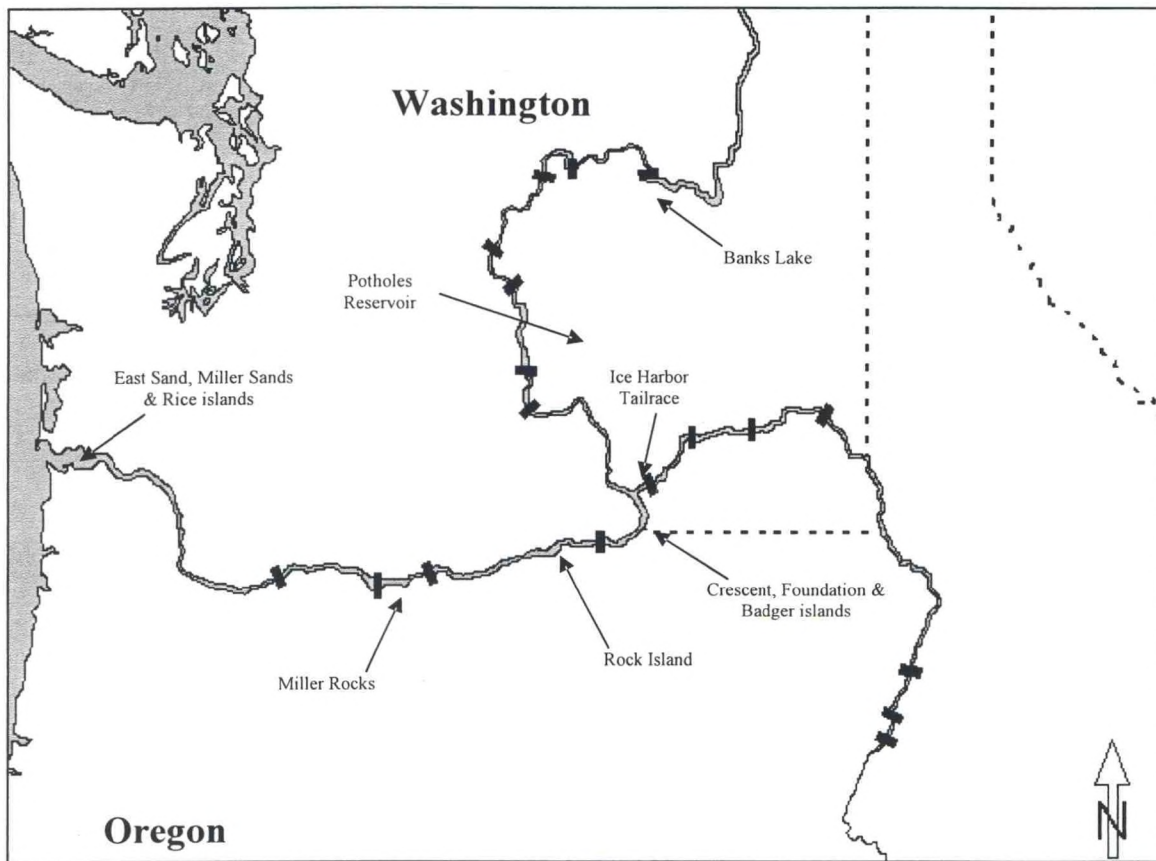 Washington
Banks Lake
Potholes
Reservoir
East Sand, Miller Sands
& Rice islands
Ice Harbor
Tailrace
Crescent, Foundation &
Badger islands
Rock Island
Miller Rocks
Oregon
N